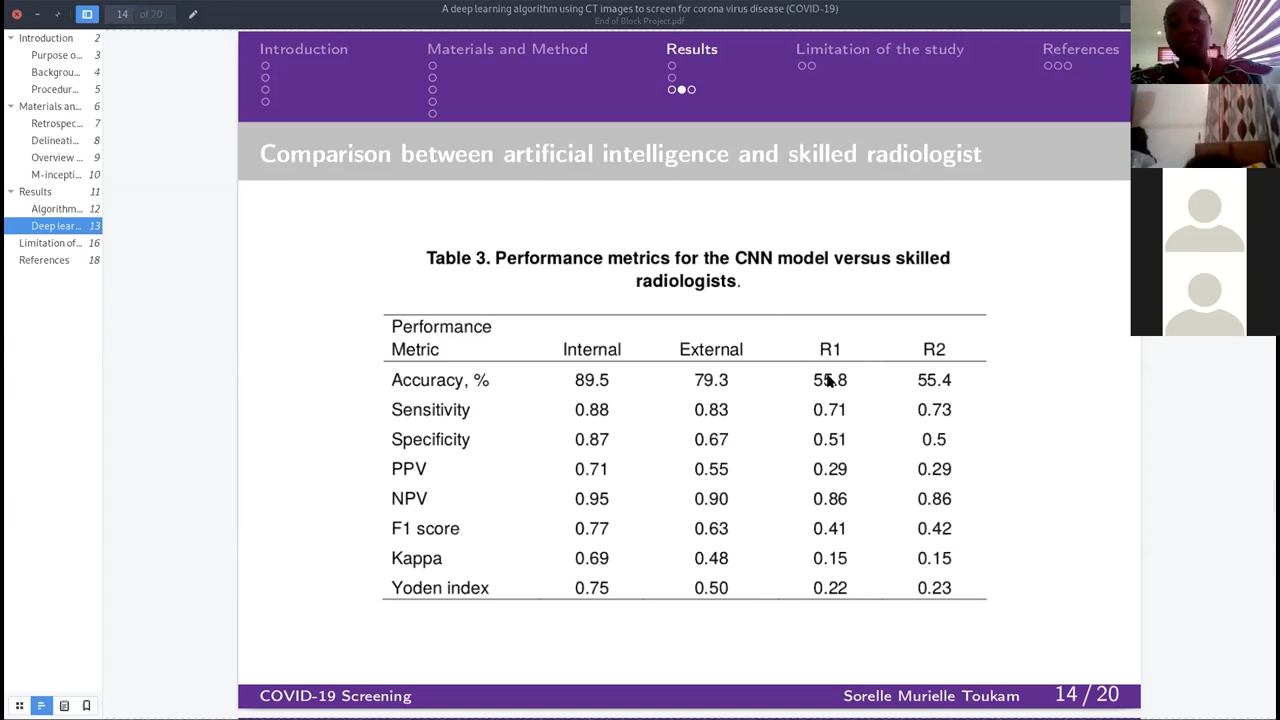 A deep learning algorithm using CT images to screen for corona virus disease (COVID-19)
End of Block Project.pdf
14 of 20
Introduction 2
Purpose o... 3
Backgrou... 4
Procedur... 5
Materials an... 6
Retrospec... 7
Delineati... 8
Overview ... 9
M-incepti... 10
Results 11
Algorithm... 12
Deep lear... 13
Limitation of... 16
References 18
Introduction Materials and Method Results Limitation of the study References
Comparison between artificial intelligence and skilled radiologist
Table 3. Performance metrics for the CNN model versus skilled
radiologists.
Performance
Metric Internal External R1 R2
Accuracy, % 89.5 79.3 55.8 55.4
Sensitivity 0.88 0.83 0.71 0.73
Specificity 0.87 0.67 0.51 0.5
PPV 0.71 0.55 0.29 0.29
NPV 0.95 0.90 0.86 0.86
F1 score 0.77 0.63 0.41 0.42
Kappa 0.69 0.48 0.15 0.15
Yoden index 0.75 0.50 0.22 0.23
COVID-19 Screening Sorelle Murielle Toukam 14 / 20